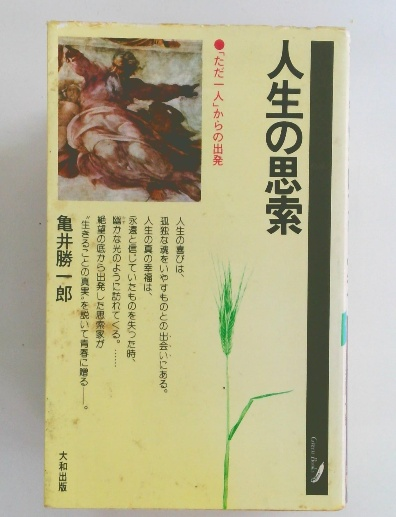 人生の思索
●「ただ一人」からの出発
人生の喜びは、
孤独な魂をいやすものとの出会いにある。
人生の真の幸福は、
永遠と信じていたものを失った時、
幽かな光のように訪れてくる。……
絶望の底から出発した思索家が
“生きることの真実”を説いて青春に贈る——。
亀井勝一郎
大和出版
Green Books